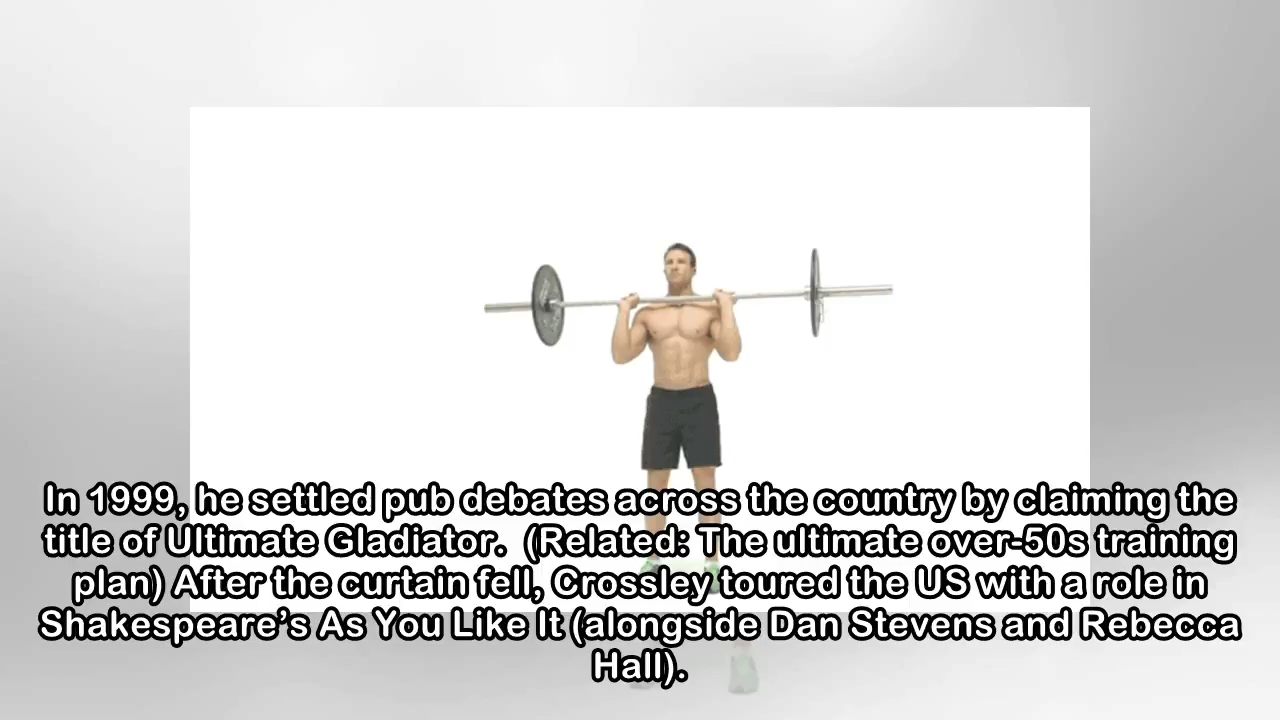 In 1999, he settled pub debates across the country by claiming the
title of Ultimate Gladiator.  (Related: The ultimate over-50s training
plan) After the curtain fell, Crossley toured the US with a role in
Shakespeare’s As You Like It (alongside Dan Stevens and Rebecca
Hall).